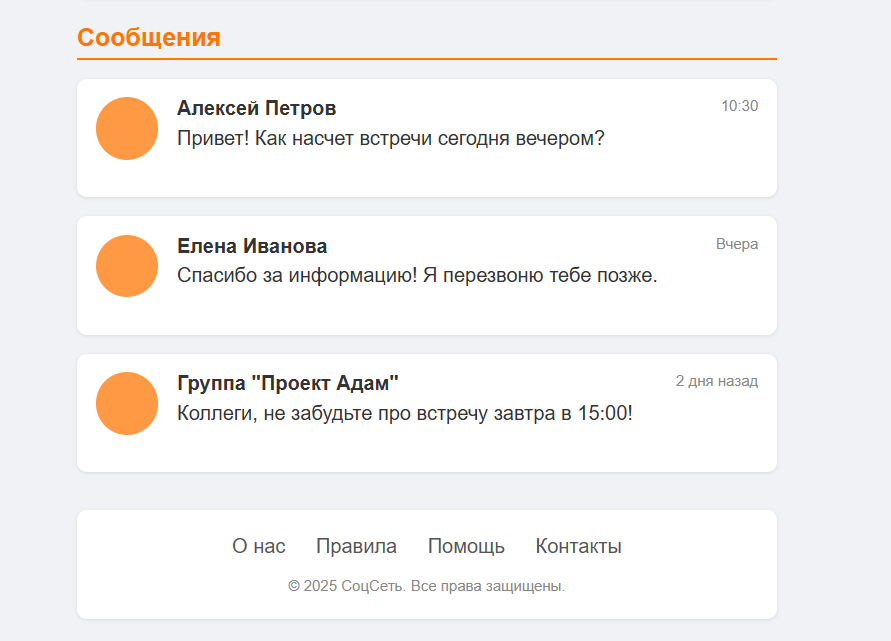 Сообщения
Алексей Петров
10:30
Привет! Как насчет встречи сегодня вечером?
Елена Иванова
Вчера
Спасибо за информацию! Я перезвоню тебе позже.
Группа "Проект Адам"
2 дня назад
Коллеги, не забудьте про встречу завтра в 15:00!
О нас Правила Помощь Контакты
© 2025 СоцСеть. Все права защищены.